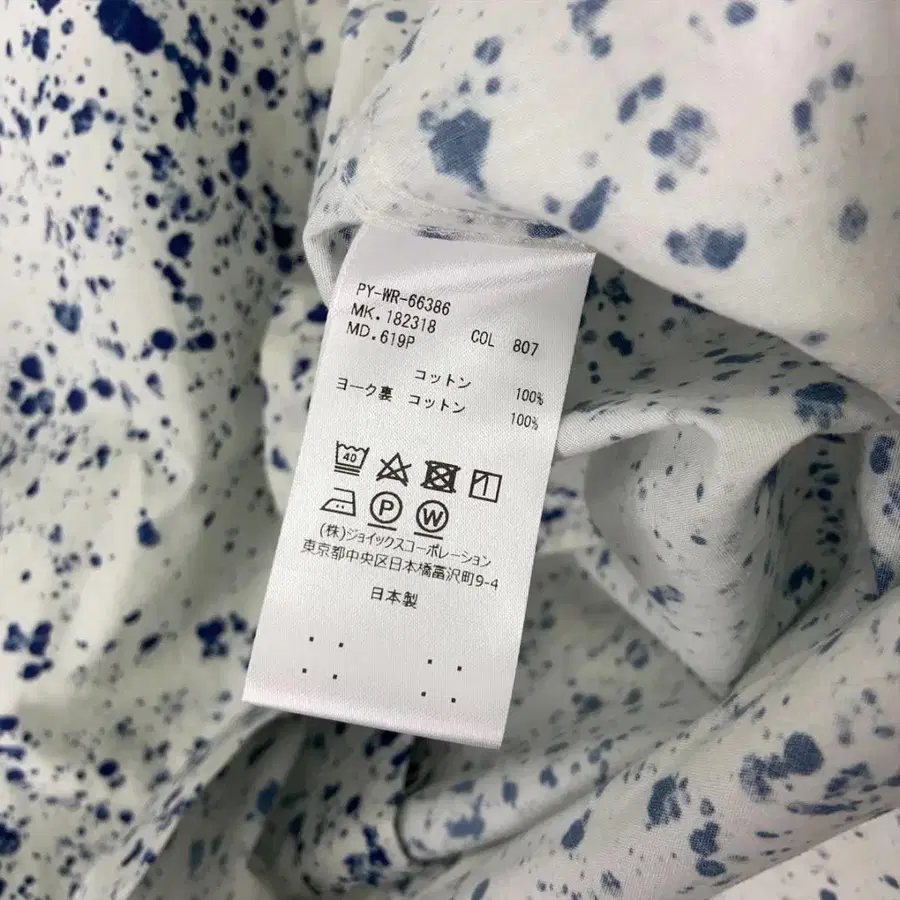 PY-WR-66386
MK. 182318
MD. 619P COL 807
コットン 100%
ヨーク裏 コットン 100%
40
P W
(株)ジョイックスコーポレーション
東京都中央区日本橋富沢町9-4
日本製